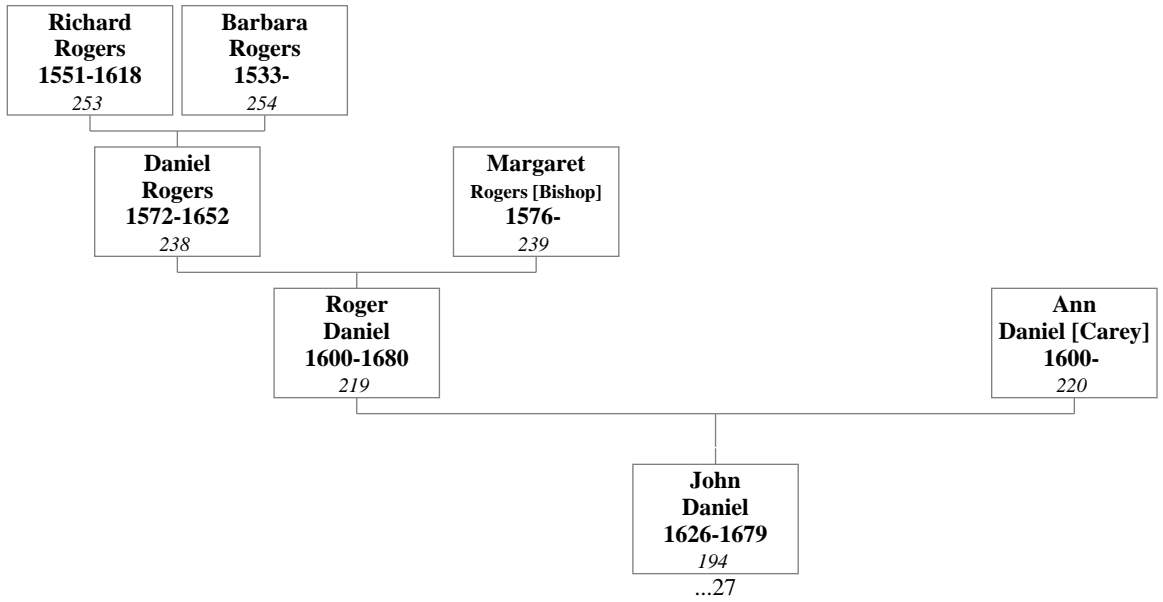 Richard
Rogers
1551-1618
253
Barbara
Rogers
1533-
254
Daniel
Rogers
1572-1652
238
Margaret
Rogers [Bishop]
1576-
239
Roger
Daniel
1600-1680
219
Ann
Daniel [Carey]
1600-
220
John
Daniel
1626-1679
194
...27